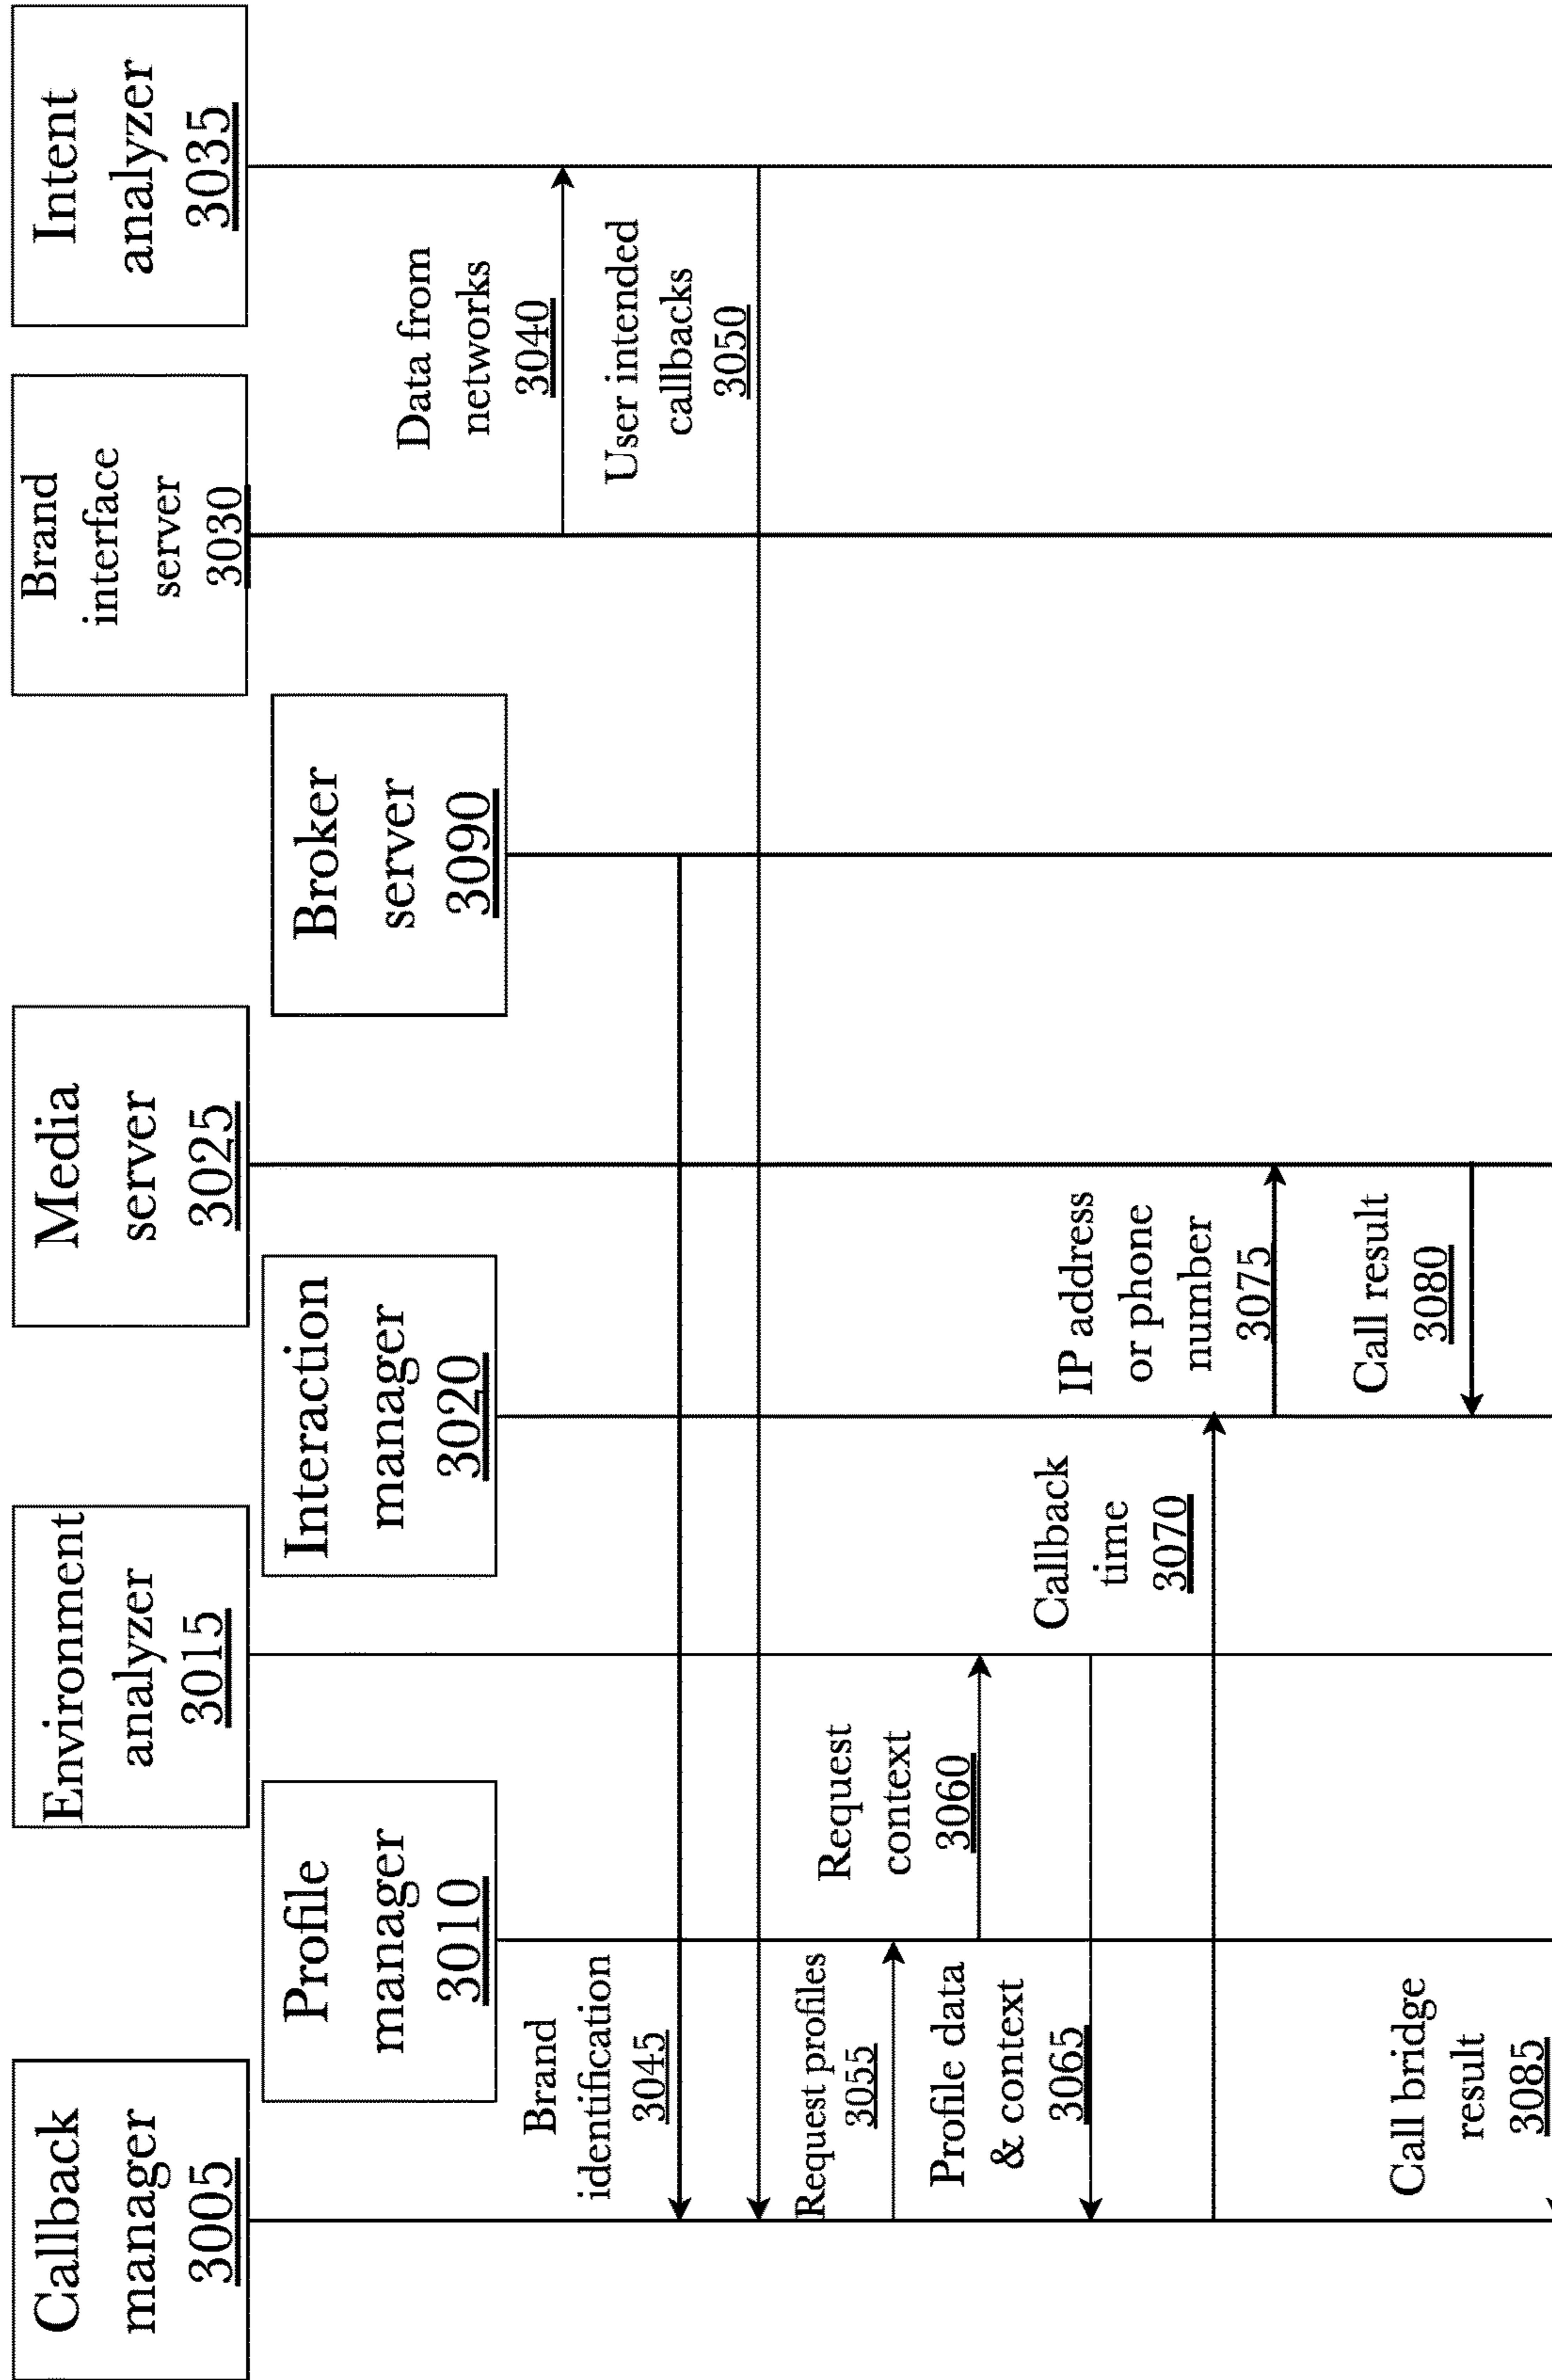 Callback
manager
3005
Profile
manager
3010
Environment
analyzer
3015
Interaction
manager
3020
Media
server
3025
Broker
server
3090
Brand
interface
server
3030
Intent
analyzer
3035
Data from
networks
3040
Brand
identification
3045
User intended
callbacks
3050
Request profiles
3055
Request
context
3060
Profile data
& context
3065
Callback
time
3070
IP address
or phone
number
3075
Call result
3080
Call bridge
result
3085